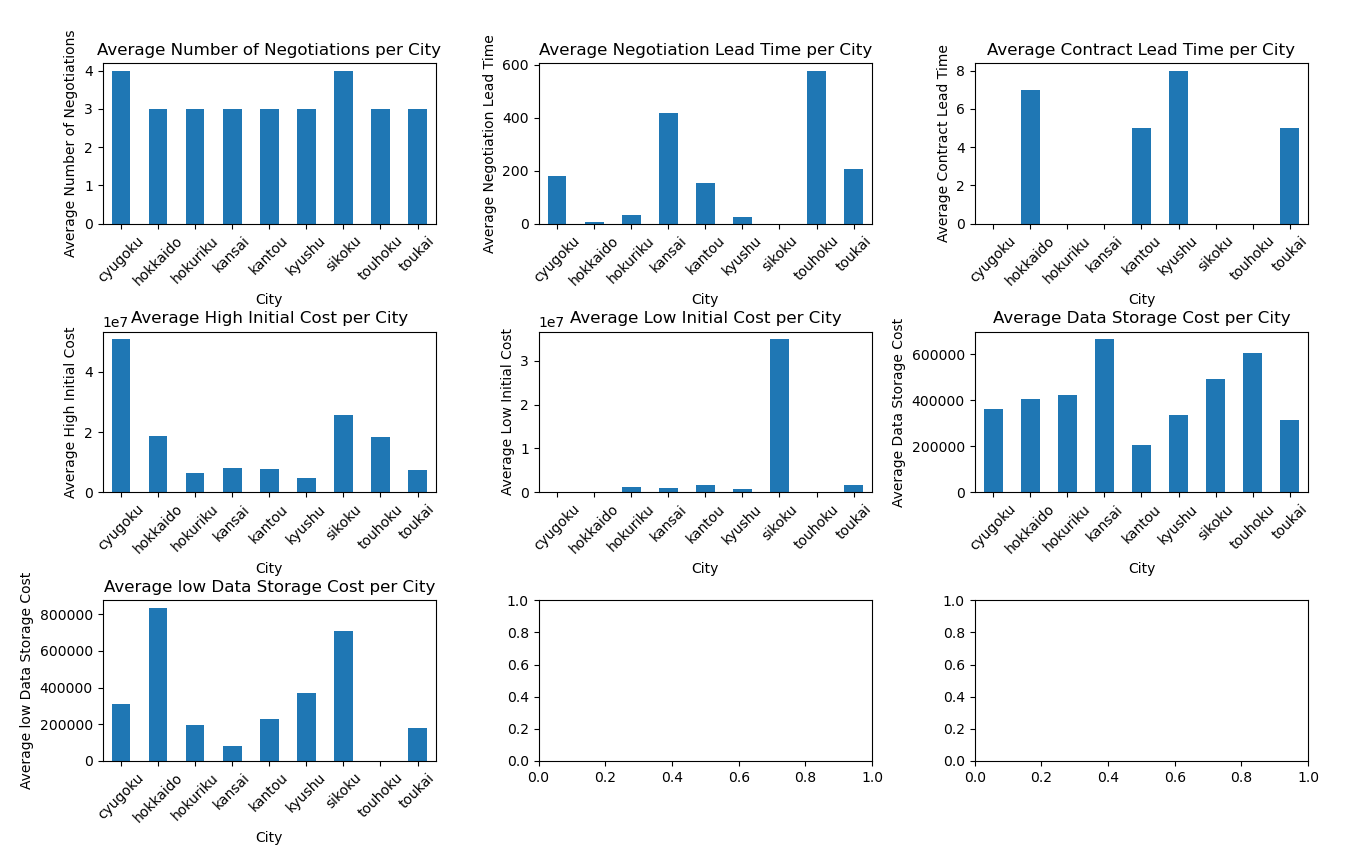 Average Number of Negotiations per City
Average Number of Negotiations
4
3
2
1
0
cyugoku
hokkaido
hokuriku
kansai
kantou
kyushu
sikoku
touhoku
toukai
City
Average Negotiation Lead Time per City
Average Negotiation Lead Time
600
400
200
0
cyugoku
hokkaido
hokuriku
kansai
kantou
kyushu
sikoku
touhoku
toukai
City
Average Contract Lead Time per City
Average Contract Lead Time
8
6
4
2
0
cyugoku
hokkaido
hokuriku
kansai
kantou
kyushu
sikoku
touhoku
toukai
City
1e7
Average High Initial Cost per City
Average High Initial Cost
4
2
0
cyugoku
hokkaido
hokuriku
kansai
kantou
kyushu
sikoku
touhoku
toukai
City
1e7
Average Low Initial Cost per City
Average Low Initial Cost
3
2
1
0
cyugoku
hokkaido
hokuriku
kansai
kantou
kyushu
sikoku
touhoku
toukai
City
Average Data Storage Cost per City
Average Data Storage Cost
600000
400000
200000
0
cyugoku
hokkaido
hokuriku
kansai
kantou
kyushu
sikoku
touhoku
toukai
City
Average low Data Storage Cost per City
Average low Data Storage Cost
800000
600000
400000
200000
0
cyugoku
hokkaido
hokuriku
kansai
kantou
kyushu
sikoku
touhoku
toukai
City
1.0
0.8
0.6
0.4
0.2
0.0
0.0
0.2
0.4
0.6
0.8
1.0
1.0
0.8
0.6
0.4
0.2
0.0
0.0
0.2
0.4
0.6
0.8
1.0